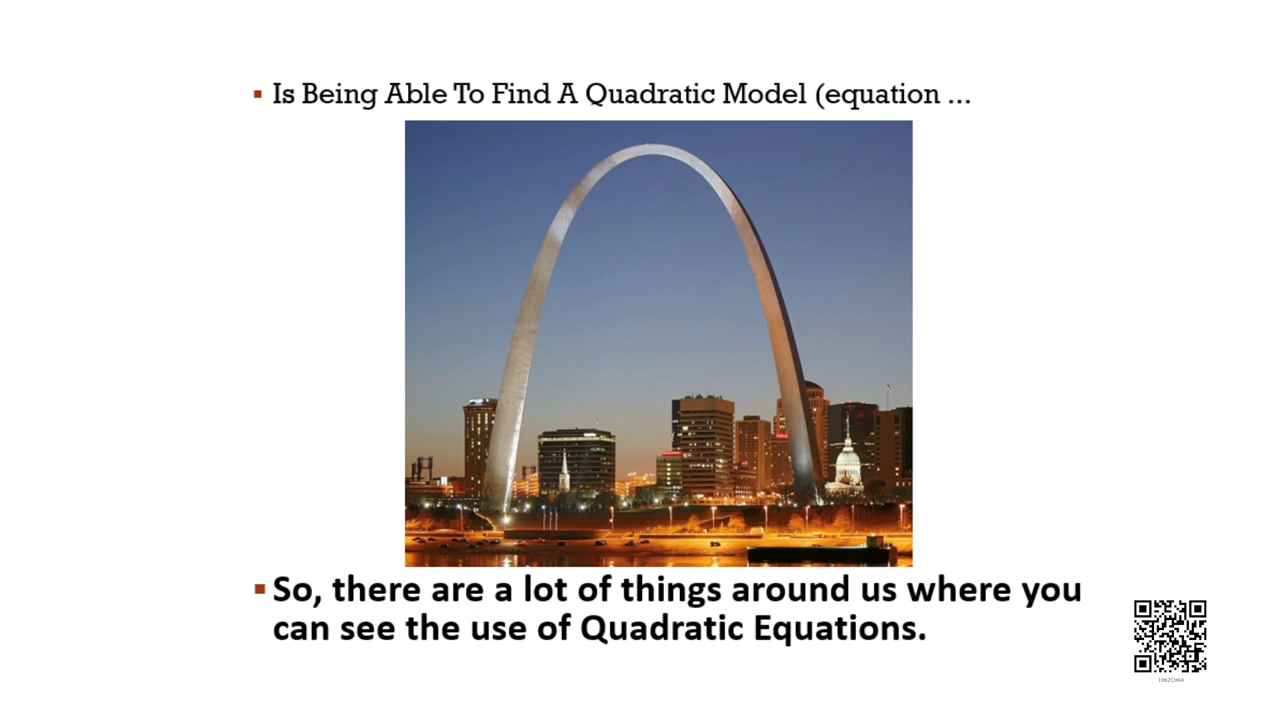 ▪ Is Being Able To Find A Quadratic Model (equation ...
▪ So, there are a lot of things around us where you
can see the use of Quadratic Equations.